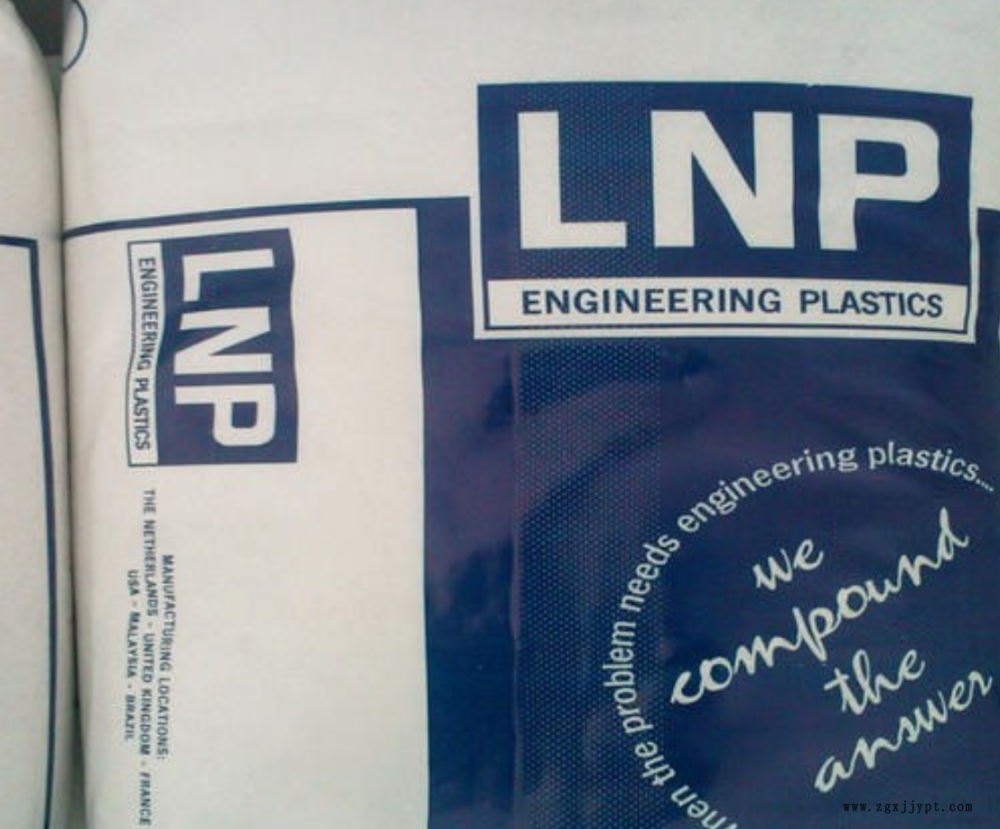 LNP
ENGINEERING PLASTICS
LNP
ENGINEERING PLASTICS
MANUFACTURING LOCATIONS:
THE NETHERLANDS - UNITED KINGDOM - FRANCE
USA - MALAYSIA - BRAZIL
the problem needs engineering plastics....
we
compound
the
answer
www.zgxjjypt.com